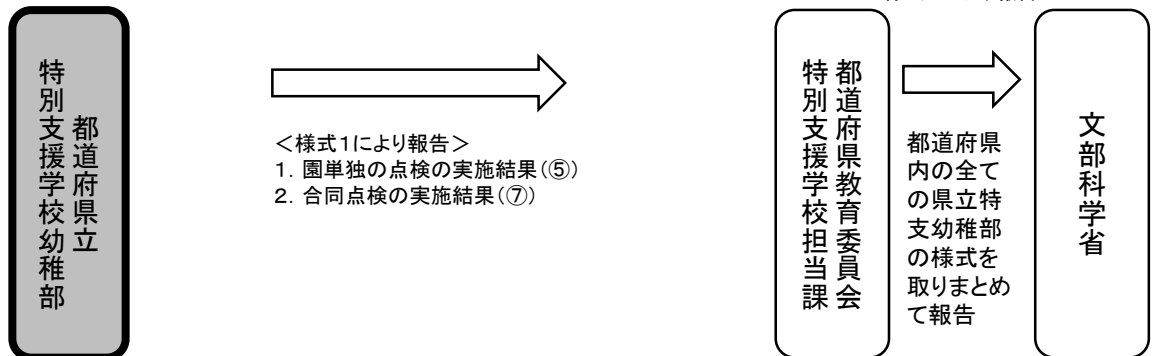 都道府県立
特別支援学校幼稚部
＜様式１により報告＞
１．園単独の点検の実施結果（⑤）
２．合同点検の実施結果（⑦）
都道府県教育委員会
特別支援学校担当課
都道府県
内の全て
の県立特
支幼稚部
の様式を
取りまとめ
て報告
文部科学省